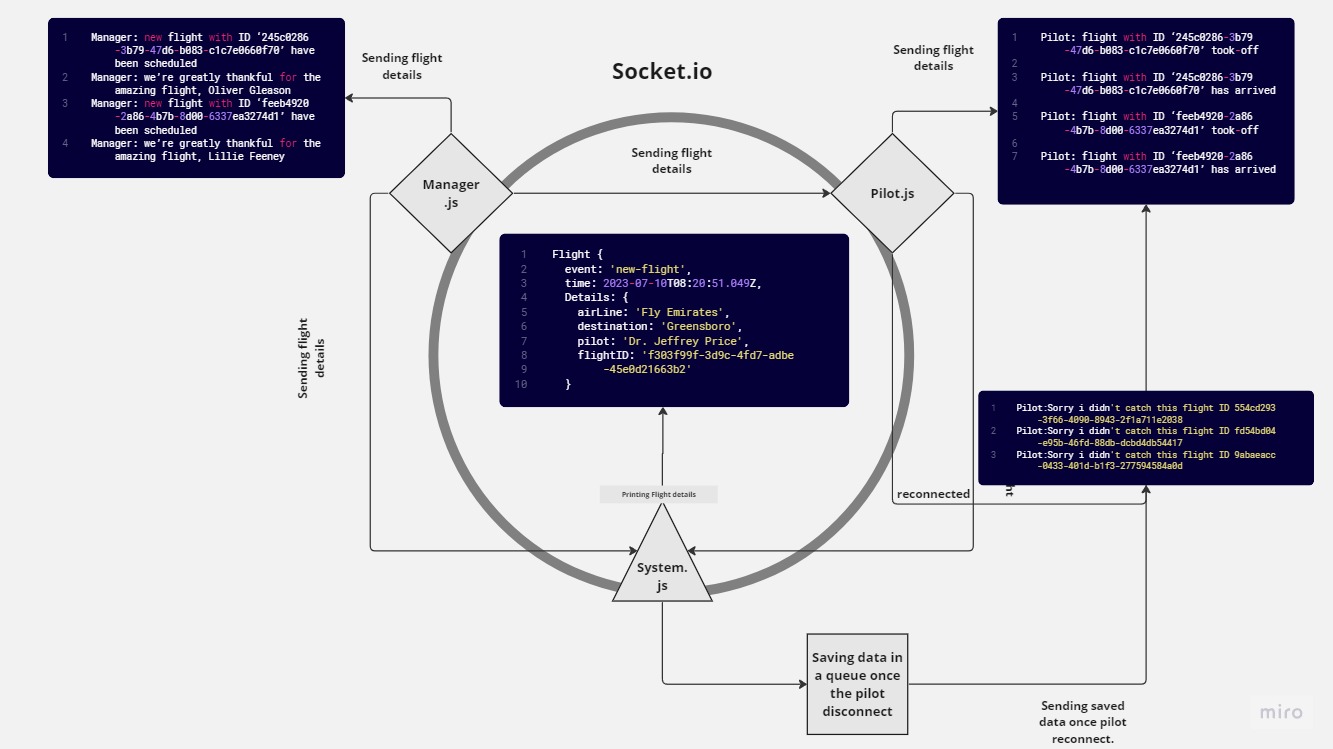 Socket.io
1 Manager: new flight with ID ‘245c0286
-3b79-47d6-b083-c1c7e0660f70’ have
been scheduled
2 Manager: we’re greatly thankful for the
amazing flight, Oliver Gleason
3 Manager: new flight with ID ‘feeb4920
-2a86-4b7b-8d00-6337ea3274d1’ have
been scheduled
4 Manager: we’re greatly thankful for the
amazing flight, Lillie Feeney
Sending flight
details
Sending flight
details
1 Pilot: flight with ID ‘245c0286-3b79
-47d6-b083-c1c7e0660f70’ took-off
2
3 Pilot: flight with ID ‘245c0286-3b79
-47d6-b083-c1c7e0660f70’ has arrived
4
5 Pilot: flight with ID ‘feeb4920-2a86
-4b7b-8d00-6337ea3274d1’ took-off
6
7 Pilot: flight with ID ‘feeb4920-2a86
-4b7b-8d00-6337ea3274d1’ has arrived
Manager
.js
Sending flight
details
Pilot.js
1 Flight {
2 event: 'new-flight',
3 time: 2023-07-10T08:20:51.049Z,
4 Details: {
5 airLine: 'Fly Emirates',
6 destination: 'Greensboro',
7 pilot: 'Dr. Jeffrey Price',
8 flightID: 'f303f99f-3d9c-4fd7-adbe
9 -45e0d21663b2'
10 }
Sending flight
details
1 Pilot:Sorry i didn't catch this flight ID 554cd293
-3f66-4090-8943-2f1a711e2038
2 Pilot:Sorry i didn't catch this flight ID fd54bd04
-e95b-46fd-88db-dcbd4db54417
3 Pilot:Sorry i didn't catch this flight ID 9abaeacc
-0433-401d-b1f3-277594584a0d
reconnected
ht
Printing Flight details
System.
js
Saving data in
a queue once
the pilot
disconnect
Sending saved
data once pilot
reconnect.
miro